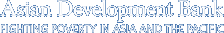 Asian Development Bank
FIGHTING POVERTY IN ASIA AND THE PACIFIC